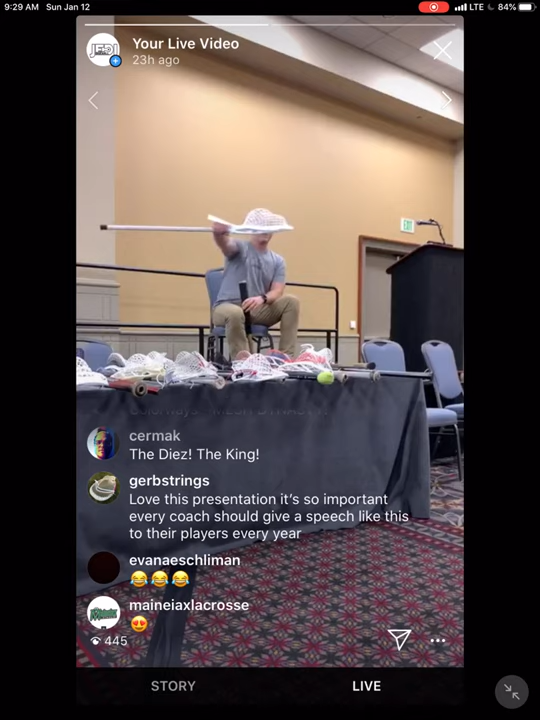 9:29 AM Sun Jan 12
LTE 84%
JEDI
Your Live Video
23h ago
EXIT
cermak
The Diez! The King!
gerbstrings
Love this presentation it's so important
every coach should give a speech like this
to their players every year
evanaeschliman
😂😂😂
maineiaxlacrosse
😍
445
STORY LIVE